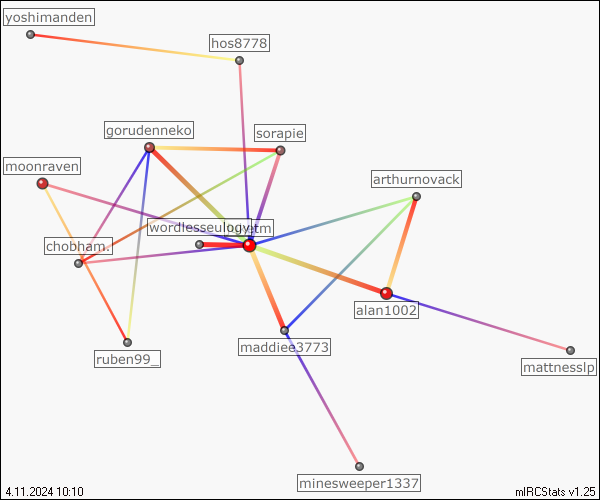 yoshimanden
hos8778
gorudenneko
sorapie
moonraven
arthurnovack
wordlesseulogy
tm
chobham.
alan1002
maddiee3773
ruben99_
mattnesslp
minesweeper1337
4.11.2024 10:10
mIRCStats v1.25